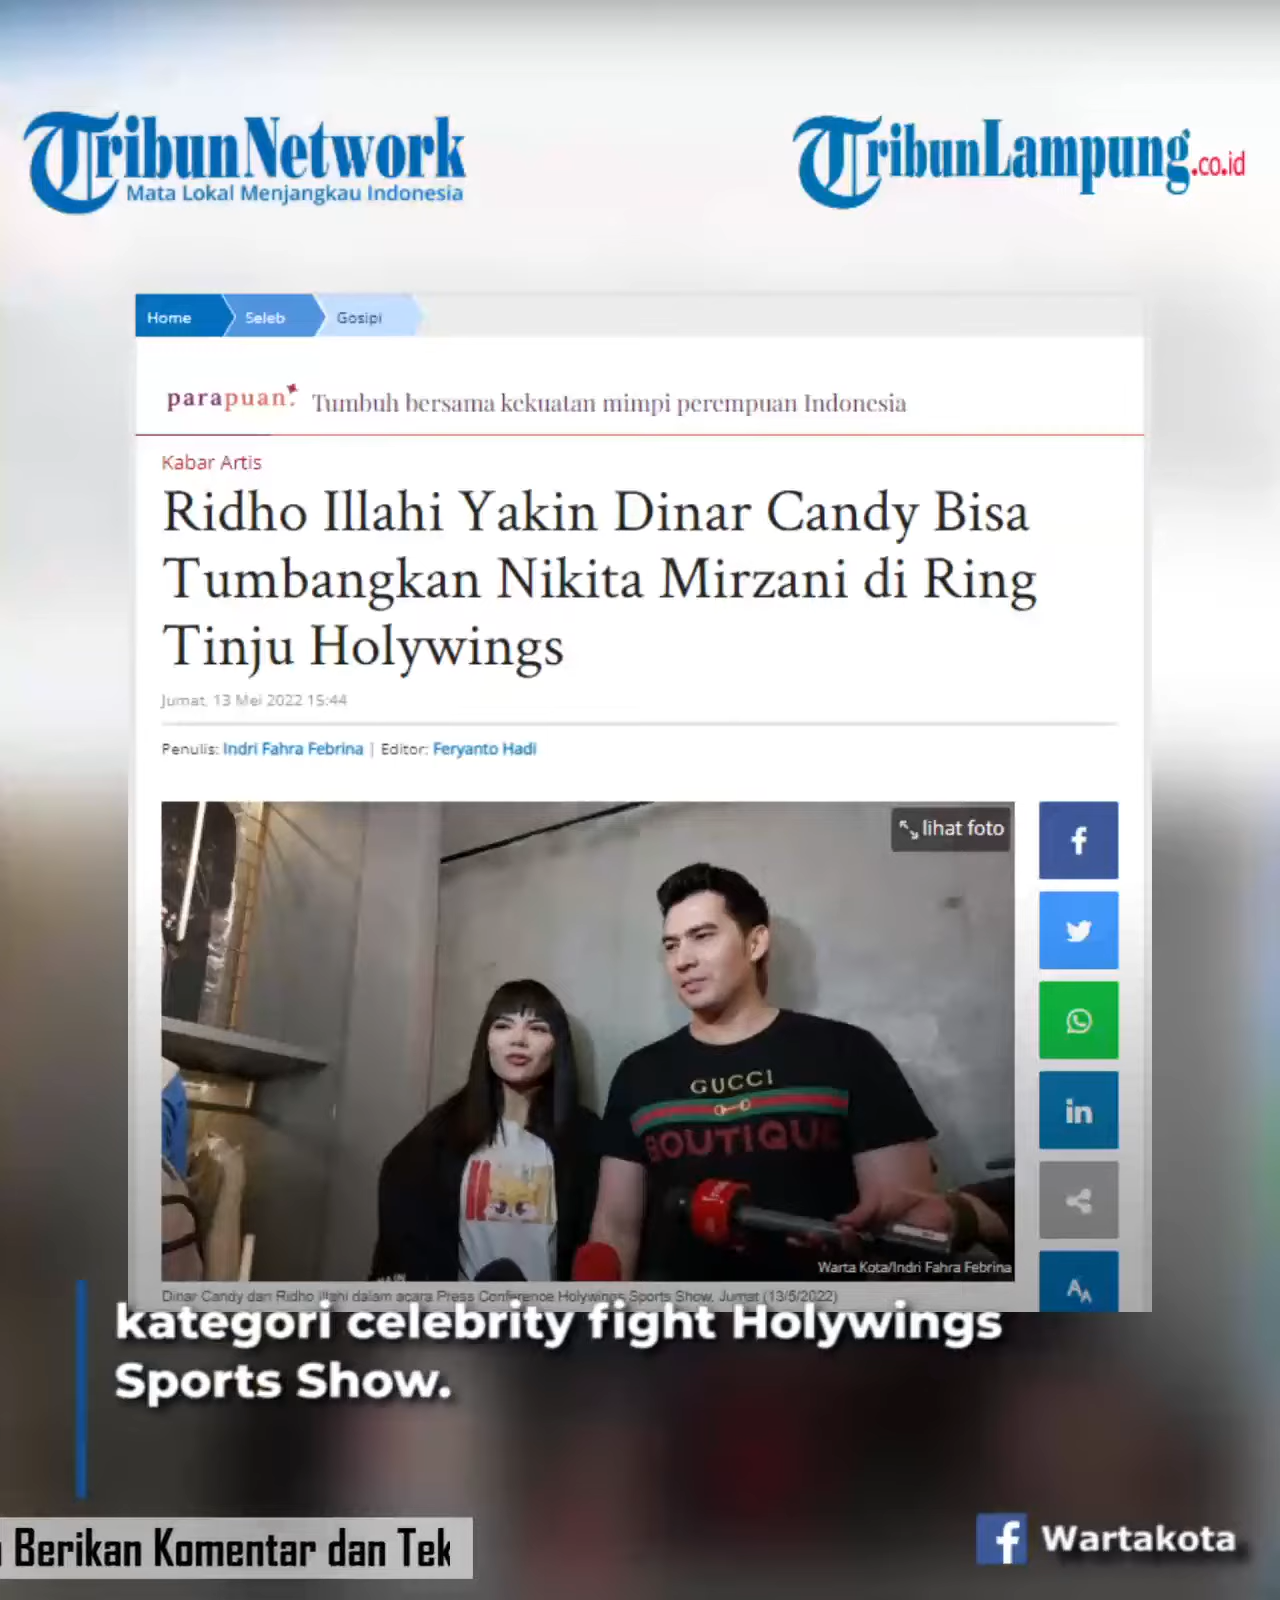 TribunNetwork
Mata Lokal Menjangkau Indonesia
TribunLampung.co.id
Home
Seleb
Gosipi
parapuan.
Tumbuh bersama kekuatan mimpi perempuan Indonesia
Kabar Artis
Ridho Illahi Yakin Dinar Candy Bisa
Tumbangkan Nikita Mirzani di Ring
Tinju Holywings
Jumat, 13 Mei 2022 15:44
Penulis: Indri Fahra Febrina | Editor: Feryanto Hadi
lihat foto
GUCCI
BOUTIQUE
Warta Kota/Indri Fahra Febrina
Dinar Candy dan Ridho Illahi dalam acara Press Conference Holywings Sports Show, Jumat (13/5/2022)
kategori celebrity fight Holywings
Sports Show.
Berikan Komentar dan Tek
Wartakota